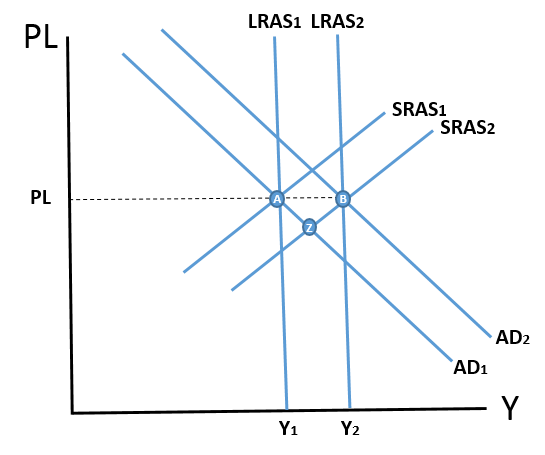 PL
LRAS1 LRAS2
SRAS1
SRAS2
PL
A
B
Z
AD2
AD1
Y
Y1 Y2